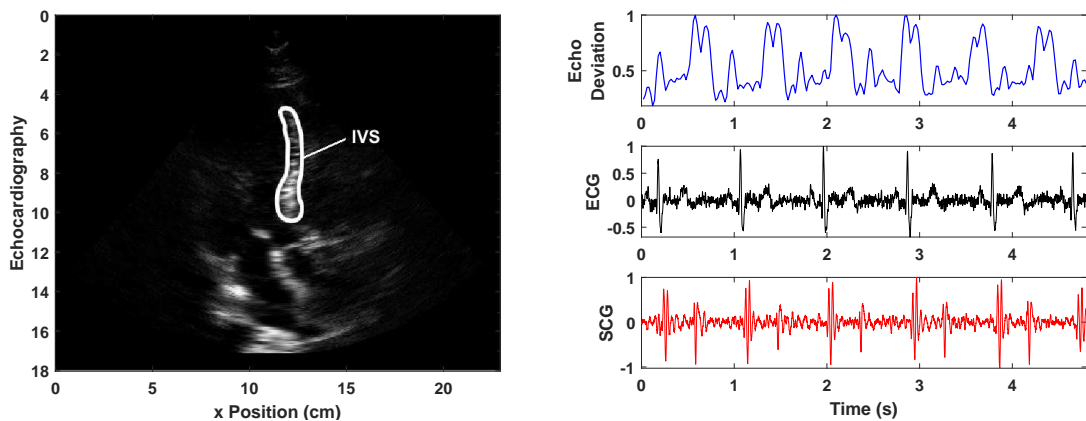 0
2
4
6
8
10
12
14
16
18
Echocardiography
IVS
0 5 10 15 20
x Position (cm)
1
0.5
Echo
Deviation
0 1 2 3 4
1
0.5
0
-0.5
ECG
0 1 2 3 4
1
0
-1
SCG
0 1 2 3 4
Time (s)